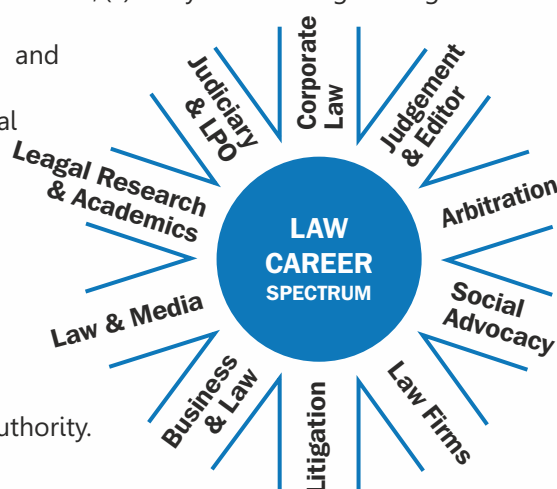 and
al
uthority.
LAW
CAREER
SPECTRUM
Corporate
Law
Judgement
& Editor
Arbitration
Social
Advocacy
Law Firms
Litigation
Business
& Law
Law & Media
Leagal Research
& Academics
Judiciary
& LPO